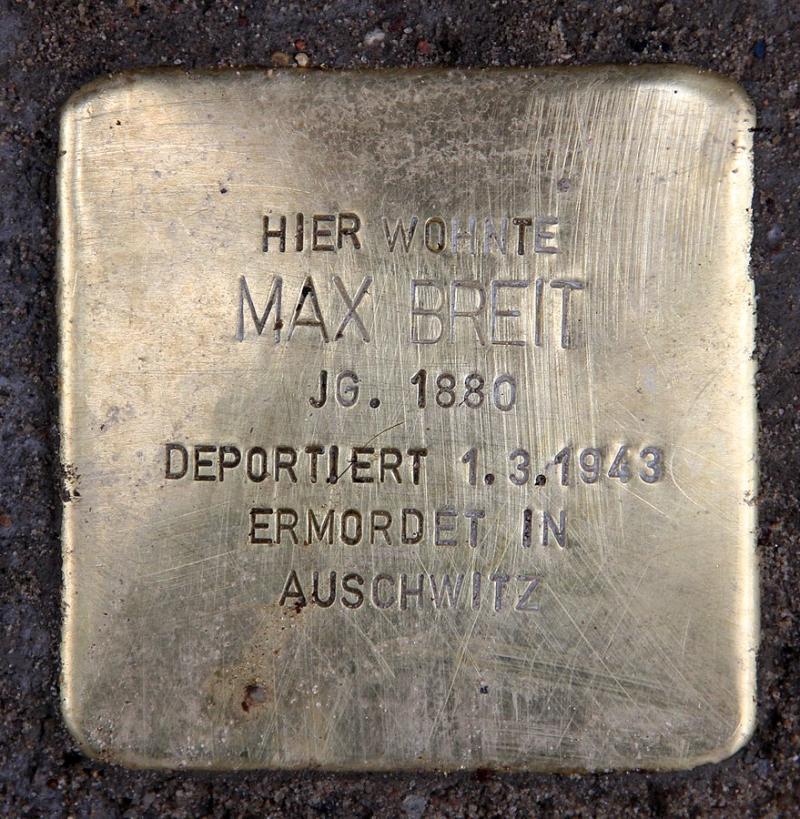 HIER WOHNTE
MAX BREIT
JG. 1880
DEPORTIERT 1.3.1943
ERMORDET IN
AUSCHWITZ